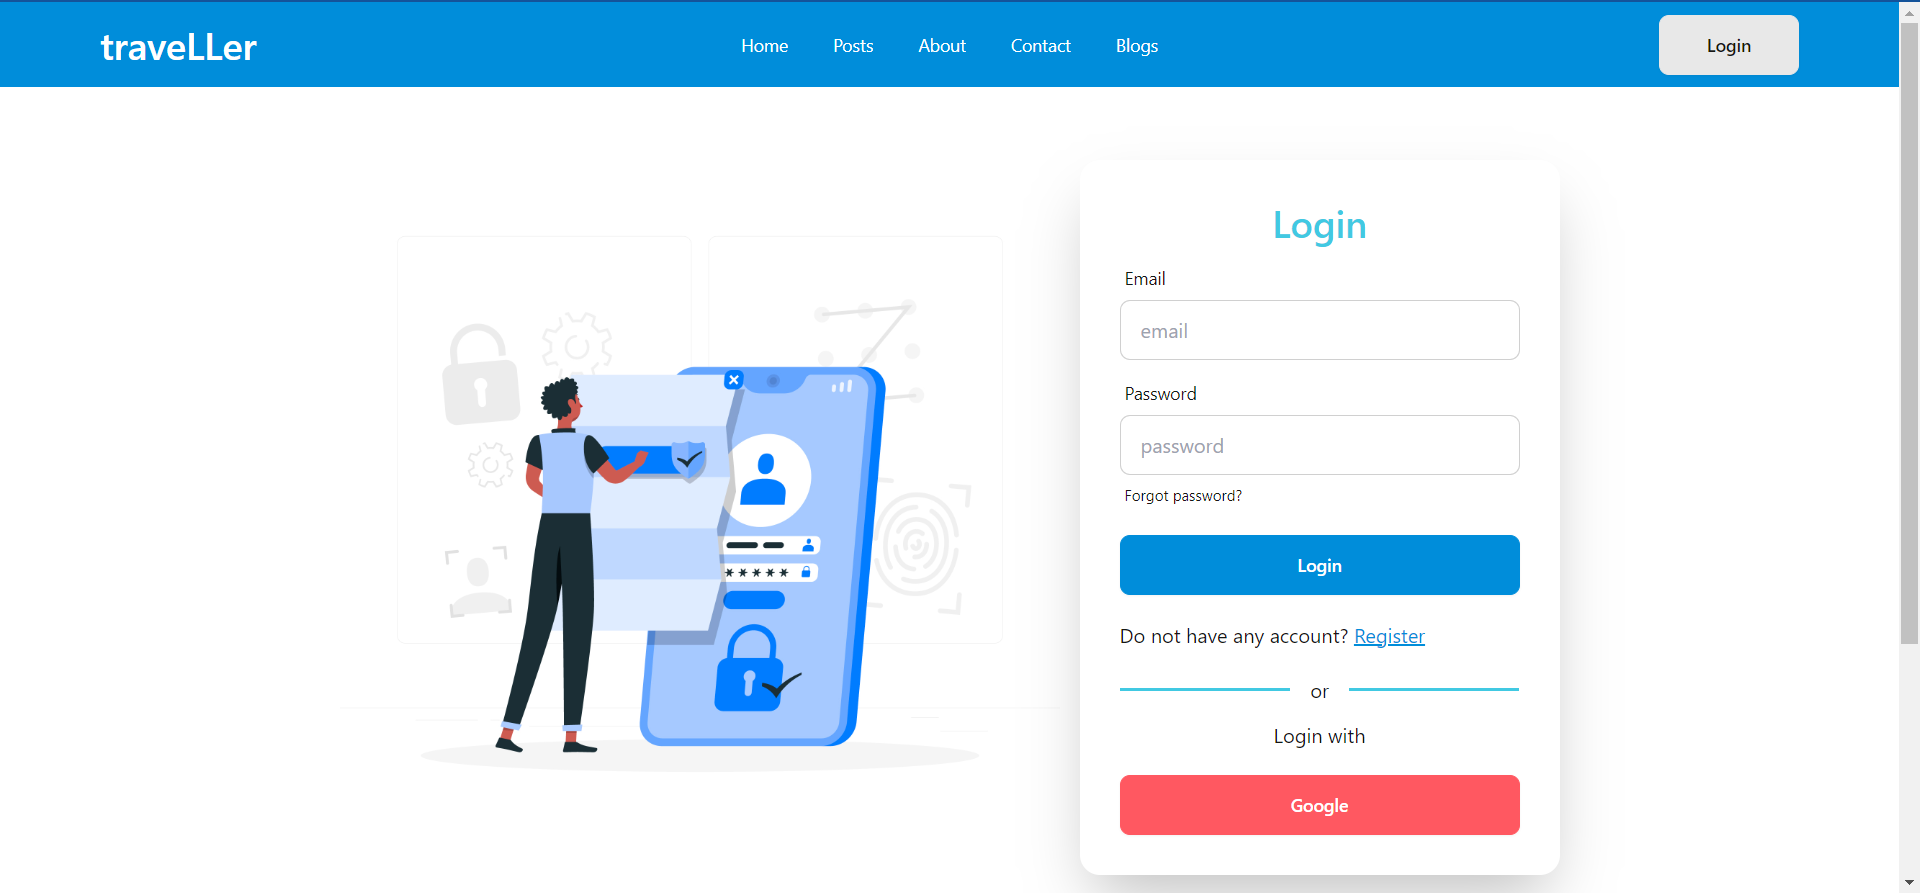 traveLLer
Home Posts About Contact Blogs
Login
Login
Email
email
Password
password
Forgot password?
Login
Do not have any account? Register
or
Login with
Google